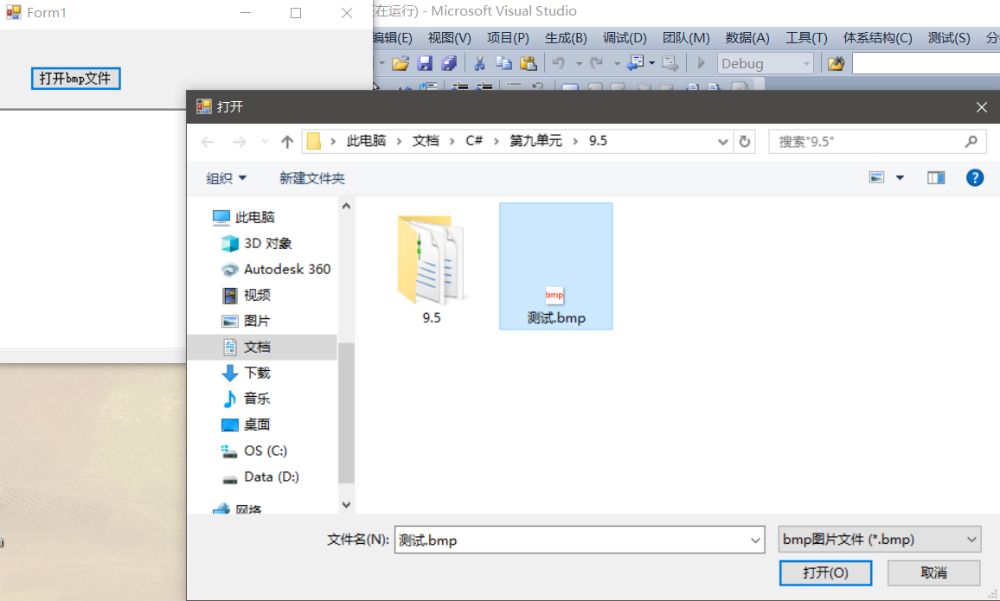 Form1
在运行) - Microsoft Visual Studio
编辑(E) 视图(V) 项目(P) 生成(B) 调试(D) 团队(M) 数据(A) 工具(T) 体系结构(C) 测试(S) 分
Debug
打开bmp文件
打开
此电脑 > 文档 > C# > 第九单元 > 9.5
搜索"9.5"
组织 新建文件夹
此电脑
3D 对象
Autodesk 360
视频
图片
文档
下载
音乐
桌面
OS (C:)
Data (D:)
网络
9.5
bmp
测试.bmp
文件名(N): 测试.bmp
bmp图片文件 (*.bmp)
打开(O) 取消